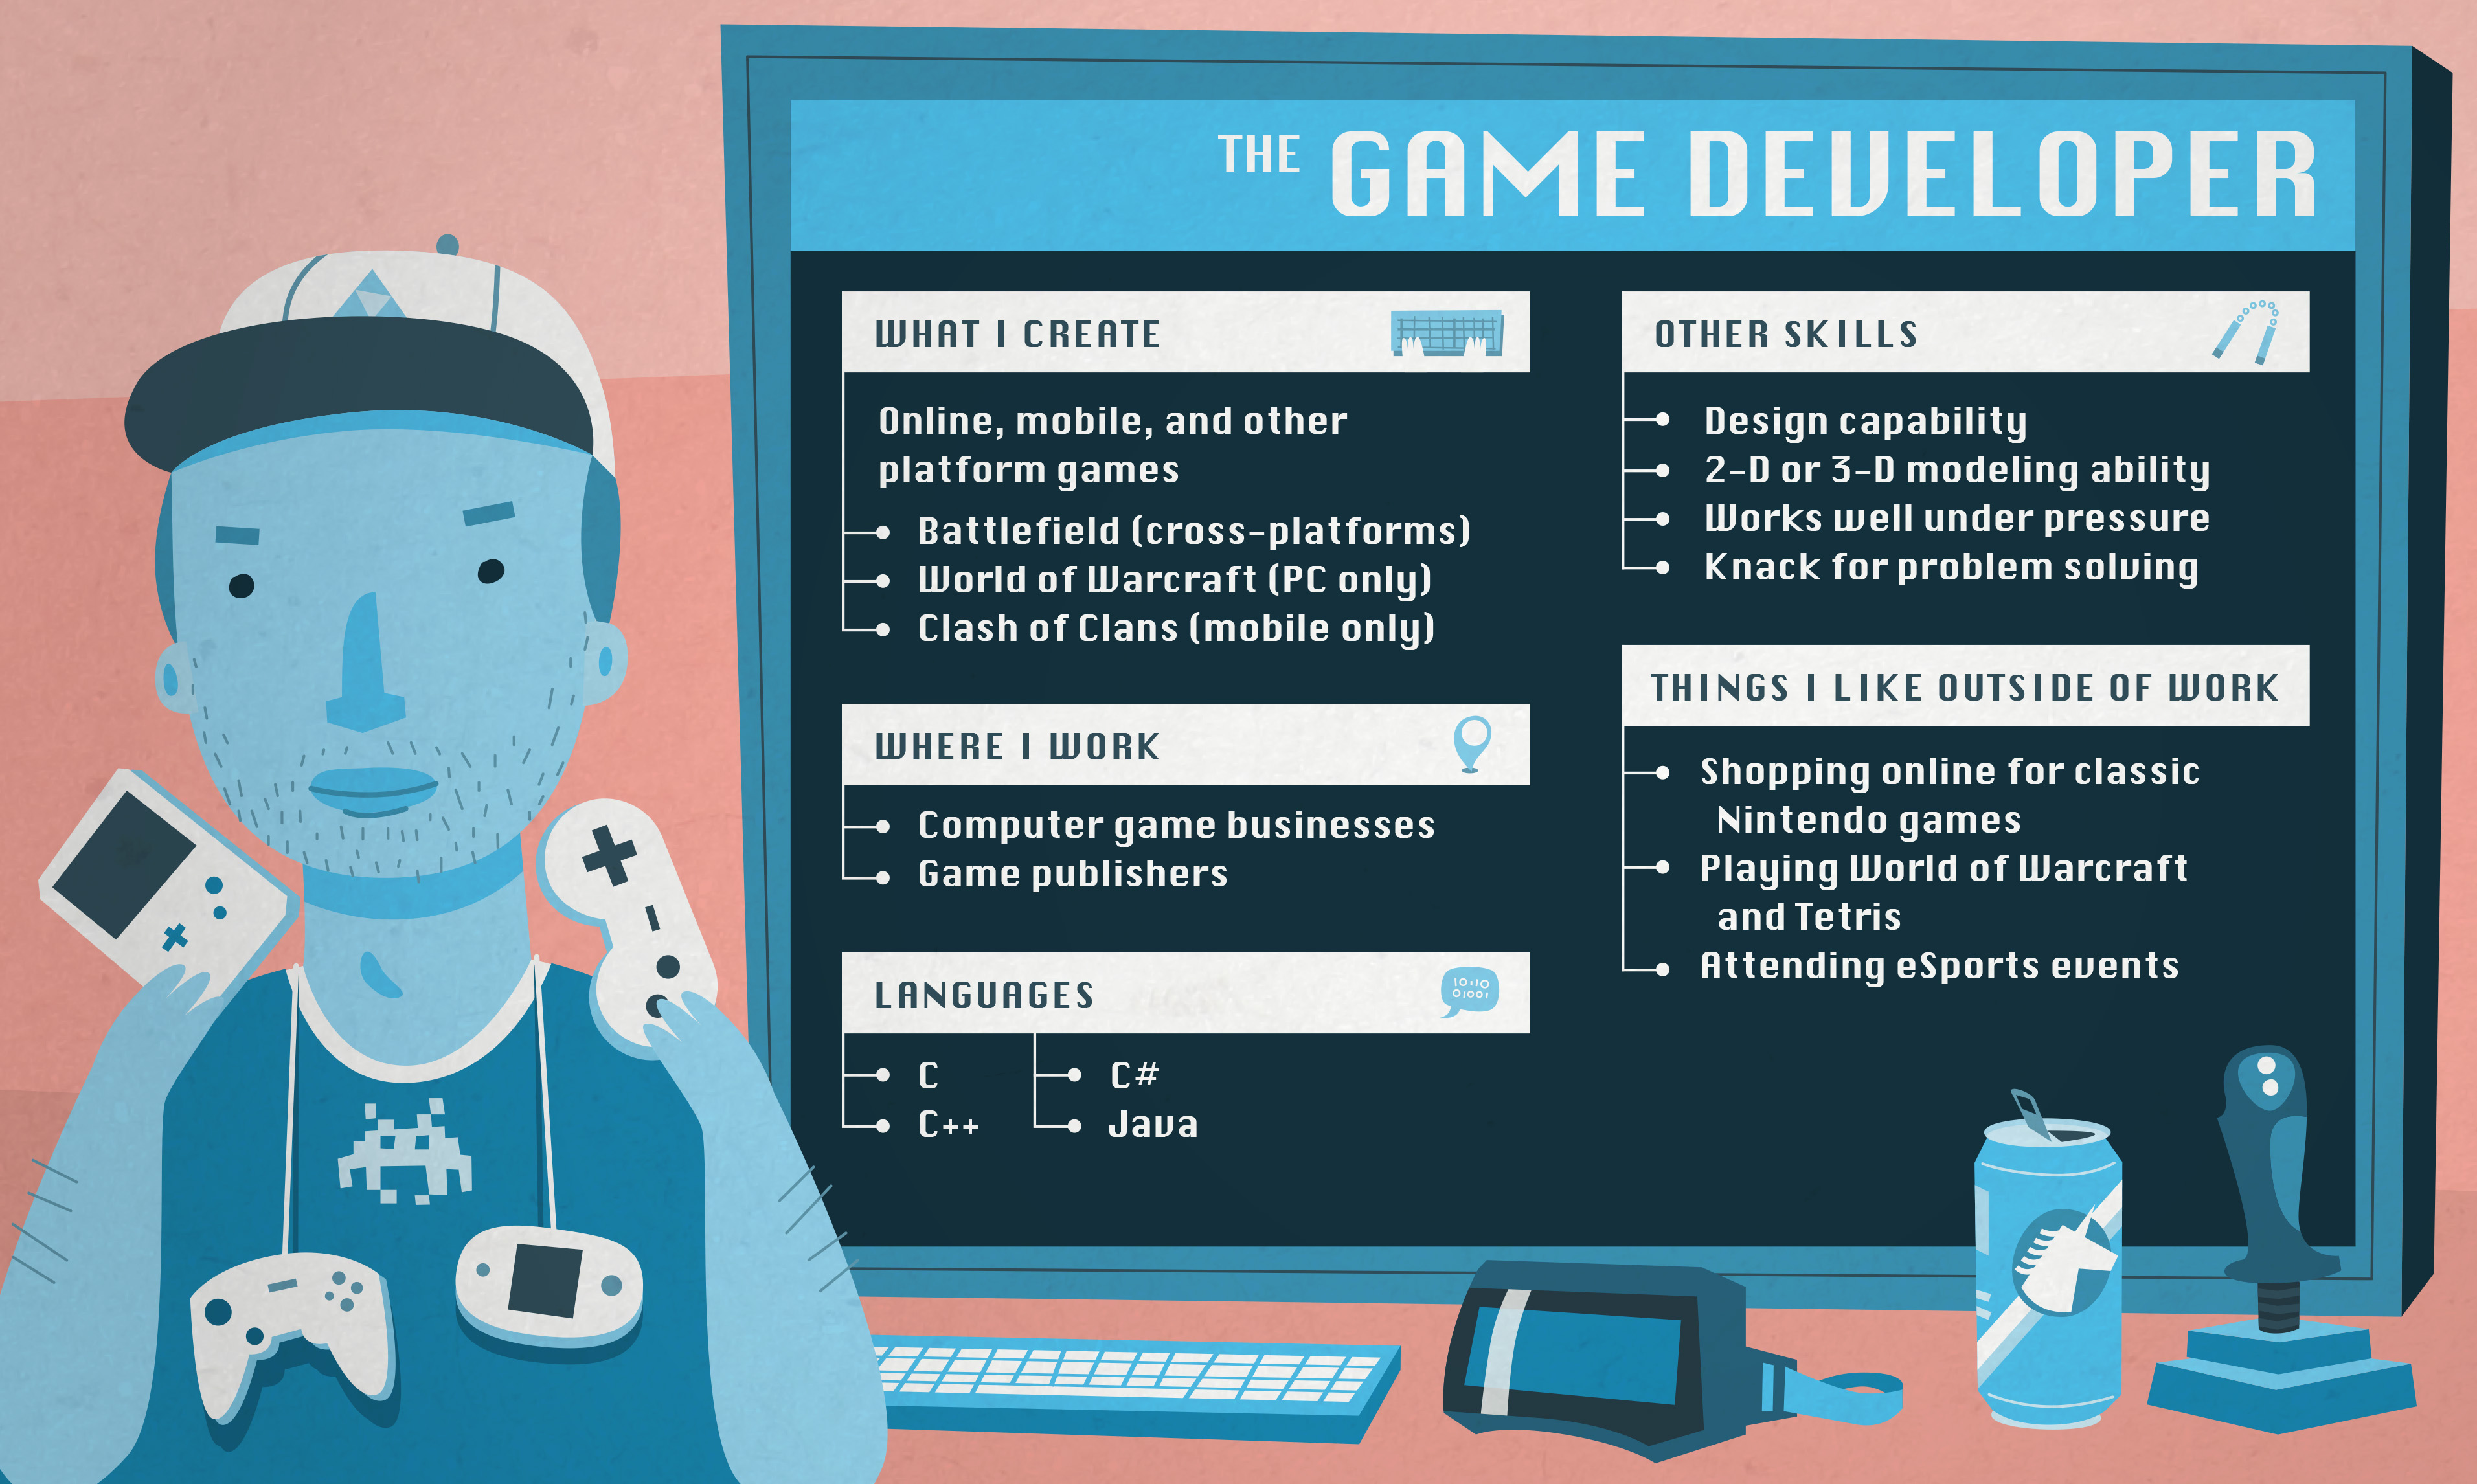 THE GAME DEVELOPER
WHAT I CREATE
Online, mobile, and other
platform games
Battlefield (cross-platforms)
World of Warcraft (PC only)
Clash of Clans (mobile only)
WHERE I WORK
Computer game businesses
Game publishers
LANGUAGES
10110
01001
C
C++
C#
Java
OTHER SKILLS
Design capability
2-D or 3-D modeling ability
Works well under pressure
Knack for problem solving
THINGS I LIKE OUTSIDE OF WORK
Shopping online for classic
Nintendo games
Playing World of Warcraft
and Tetris
Attending eSports events